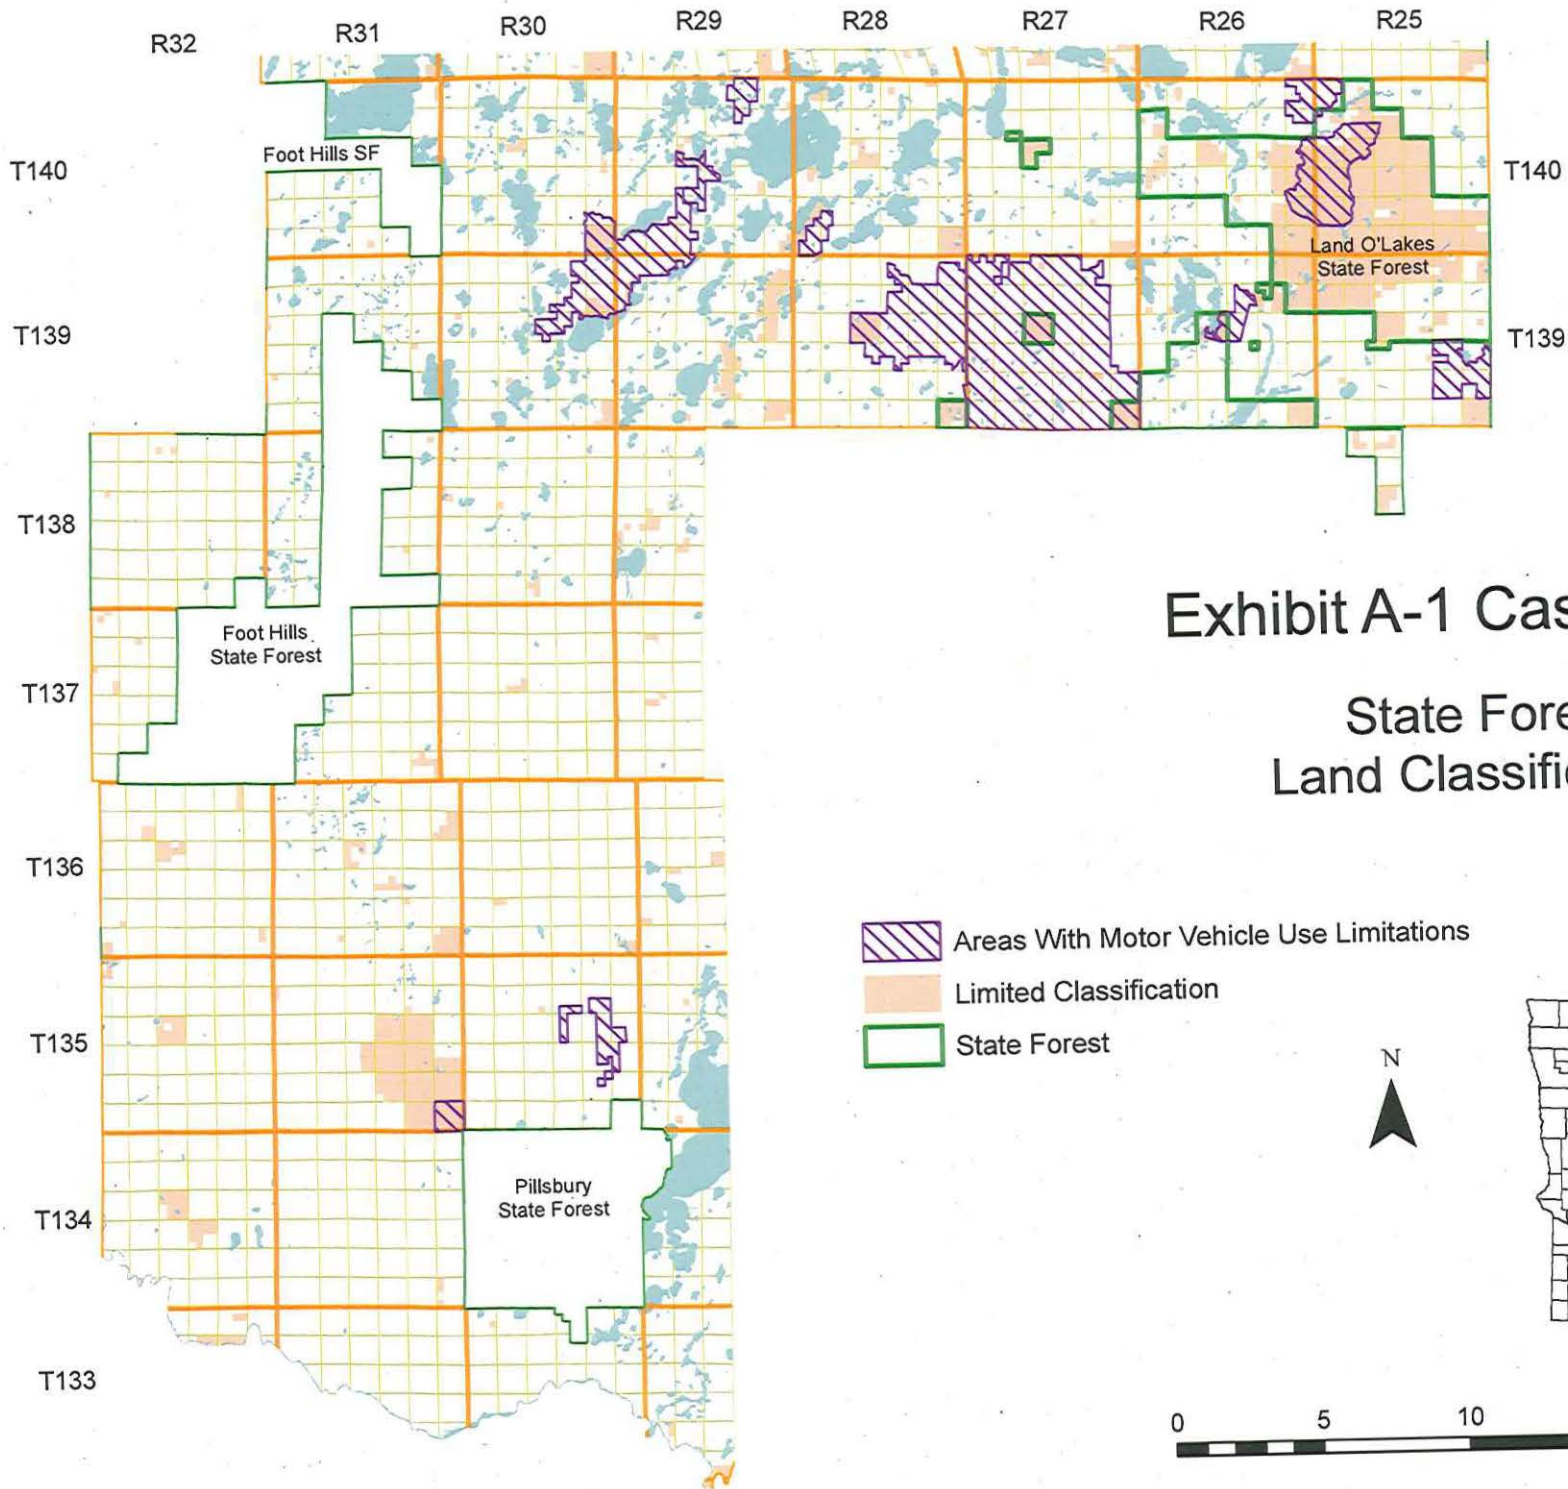 R32
R31
R30
R29
R28
R27
R26
R25
T140
Foot Hills SF
T140
Land O'Lakes
State Forest
T139
T139
T138
Exhibit A-1 Cas
Foot Hills
State Forest
T137
State Fore
Land Classific
T136
Areas With Motor Vehicle Use Limitations
Limited Classification
State Forest
T135
N
Pillsbury
State Forest
T134
T133
0 5 10